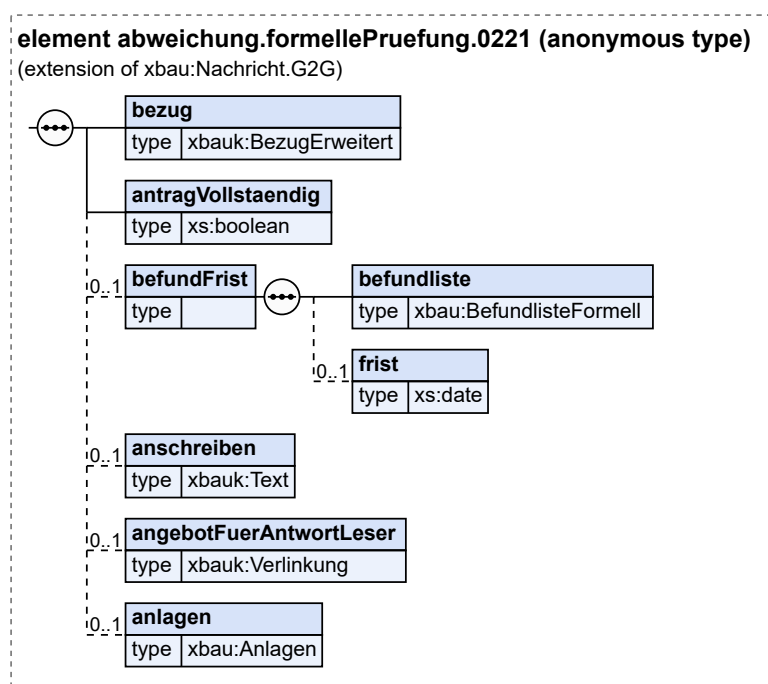 element abweichung.formellePruefung.0221 (anonymous type)
(extension of xbau:Nachricht.G2G)
bezug
type xbauk:BezugErweitert
antragVollstaendig
type xs:boolean
0..1 befundFrist
type
befundliste
type xbau:BefundlisteFormell
0..1 frist
type xs:date
0..1 anschreiben
type xbauk:Text
0..1 angebotFuerAntwortLeser
type xbauk:Verlinkung
0..1 anlagen
type xbau:Anlagen